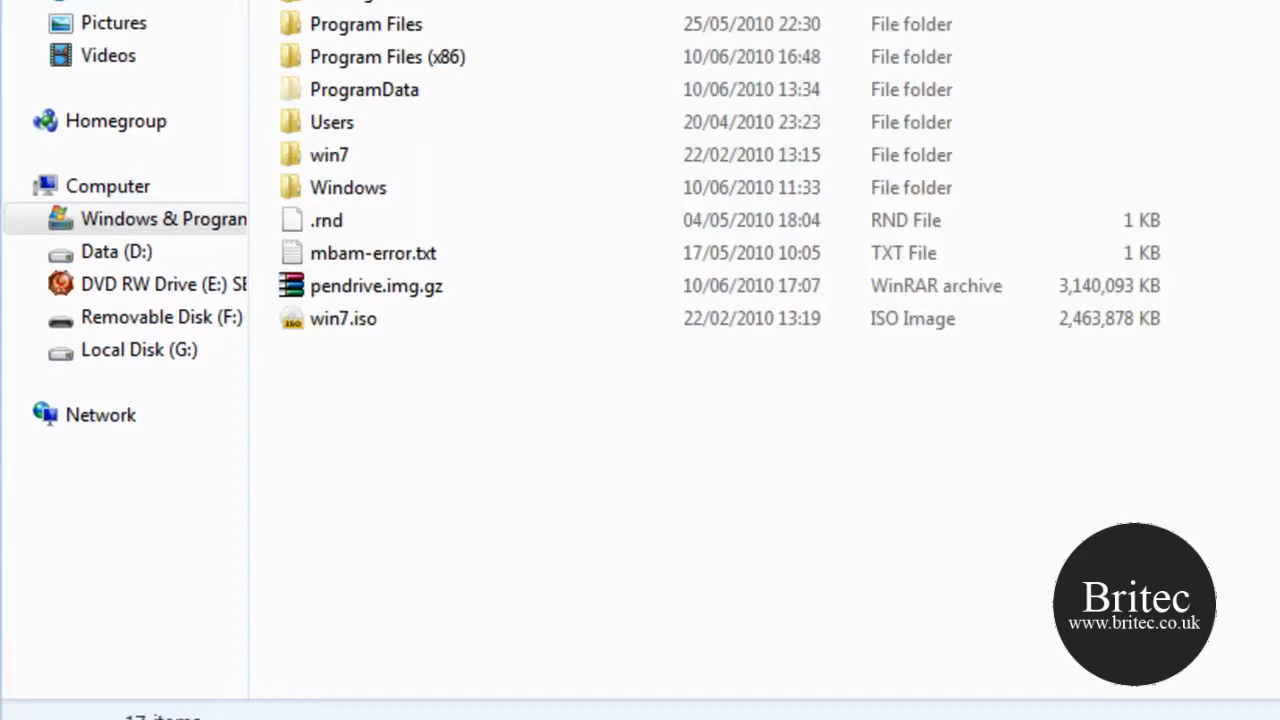 Pictures
Program Files 25/05/2010 22:30 File folder
Videos
Program Files (x86) 10/06/2010 16:48 File folder
ProgramData 10/06/2010 13:34 File folder
Homegroup
Users 20/04/2010 23:23 File folder
win7 22/02/2010 13:15 File folder
Computer
Windows 10/06/2010 11:33 File folder
Windows & Progran
.rnd 04/05/2010 18:04 RND File 1 KB
Data (D:)
mbam-error.txt 17/05/2010 10:05 TXT File 1 KB
DVD RW Drive (E:) SE
pendrive.img.gz 10/06/2010 17:07 WinRAR archive 3,140,093 KB
Removable Disk (F:)
win7.iso 22/02/2010 13:19 ISO Image 2,463,878 KB
ISO
Local Disk (G:)
Network
Britec
www.britec.co.uk
17 items